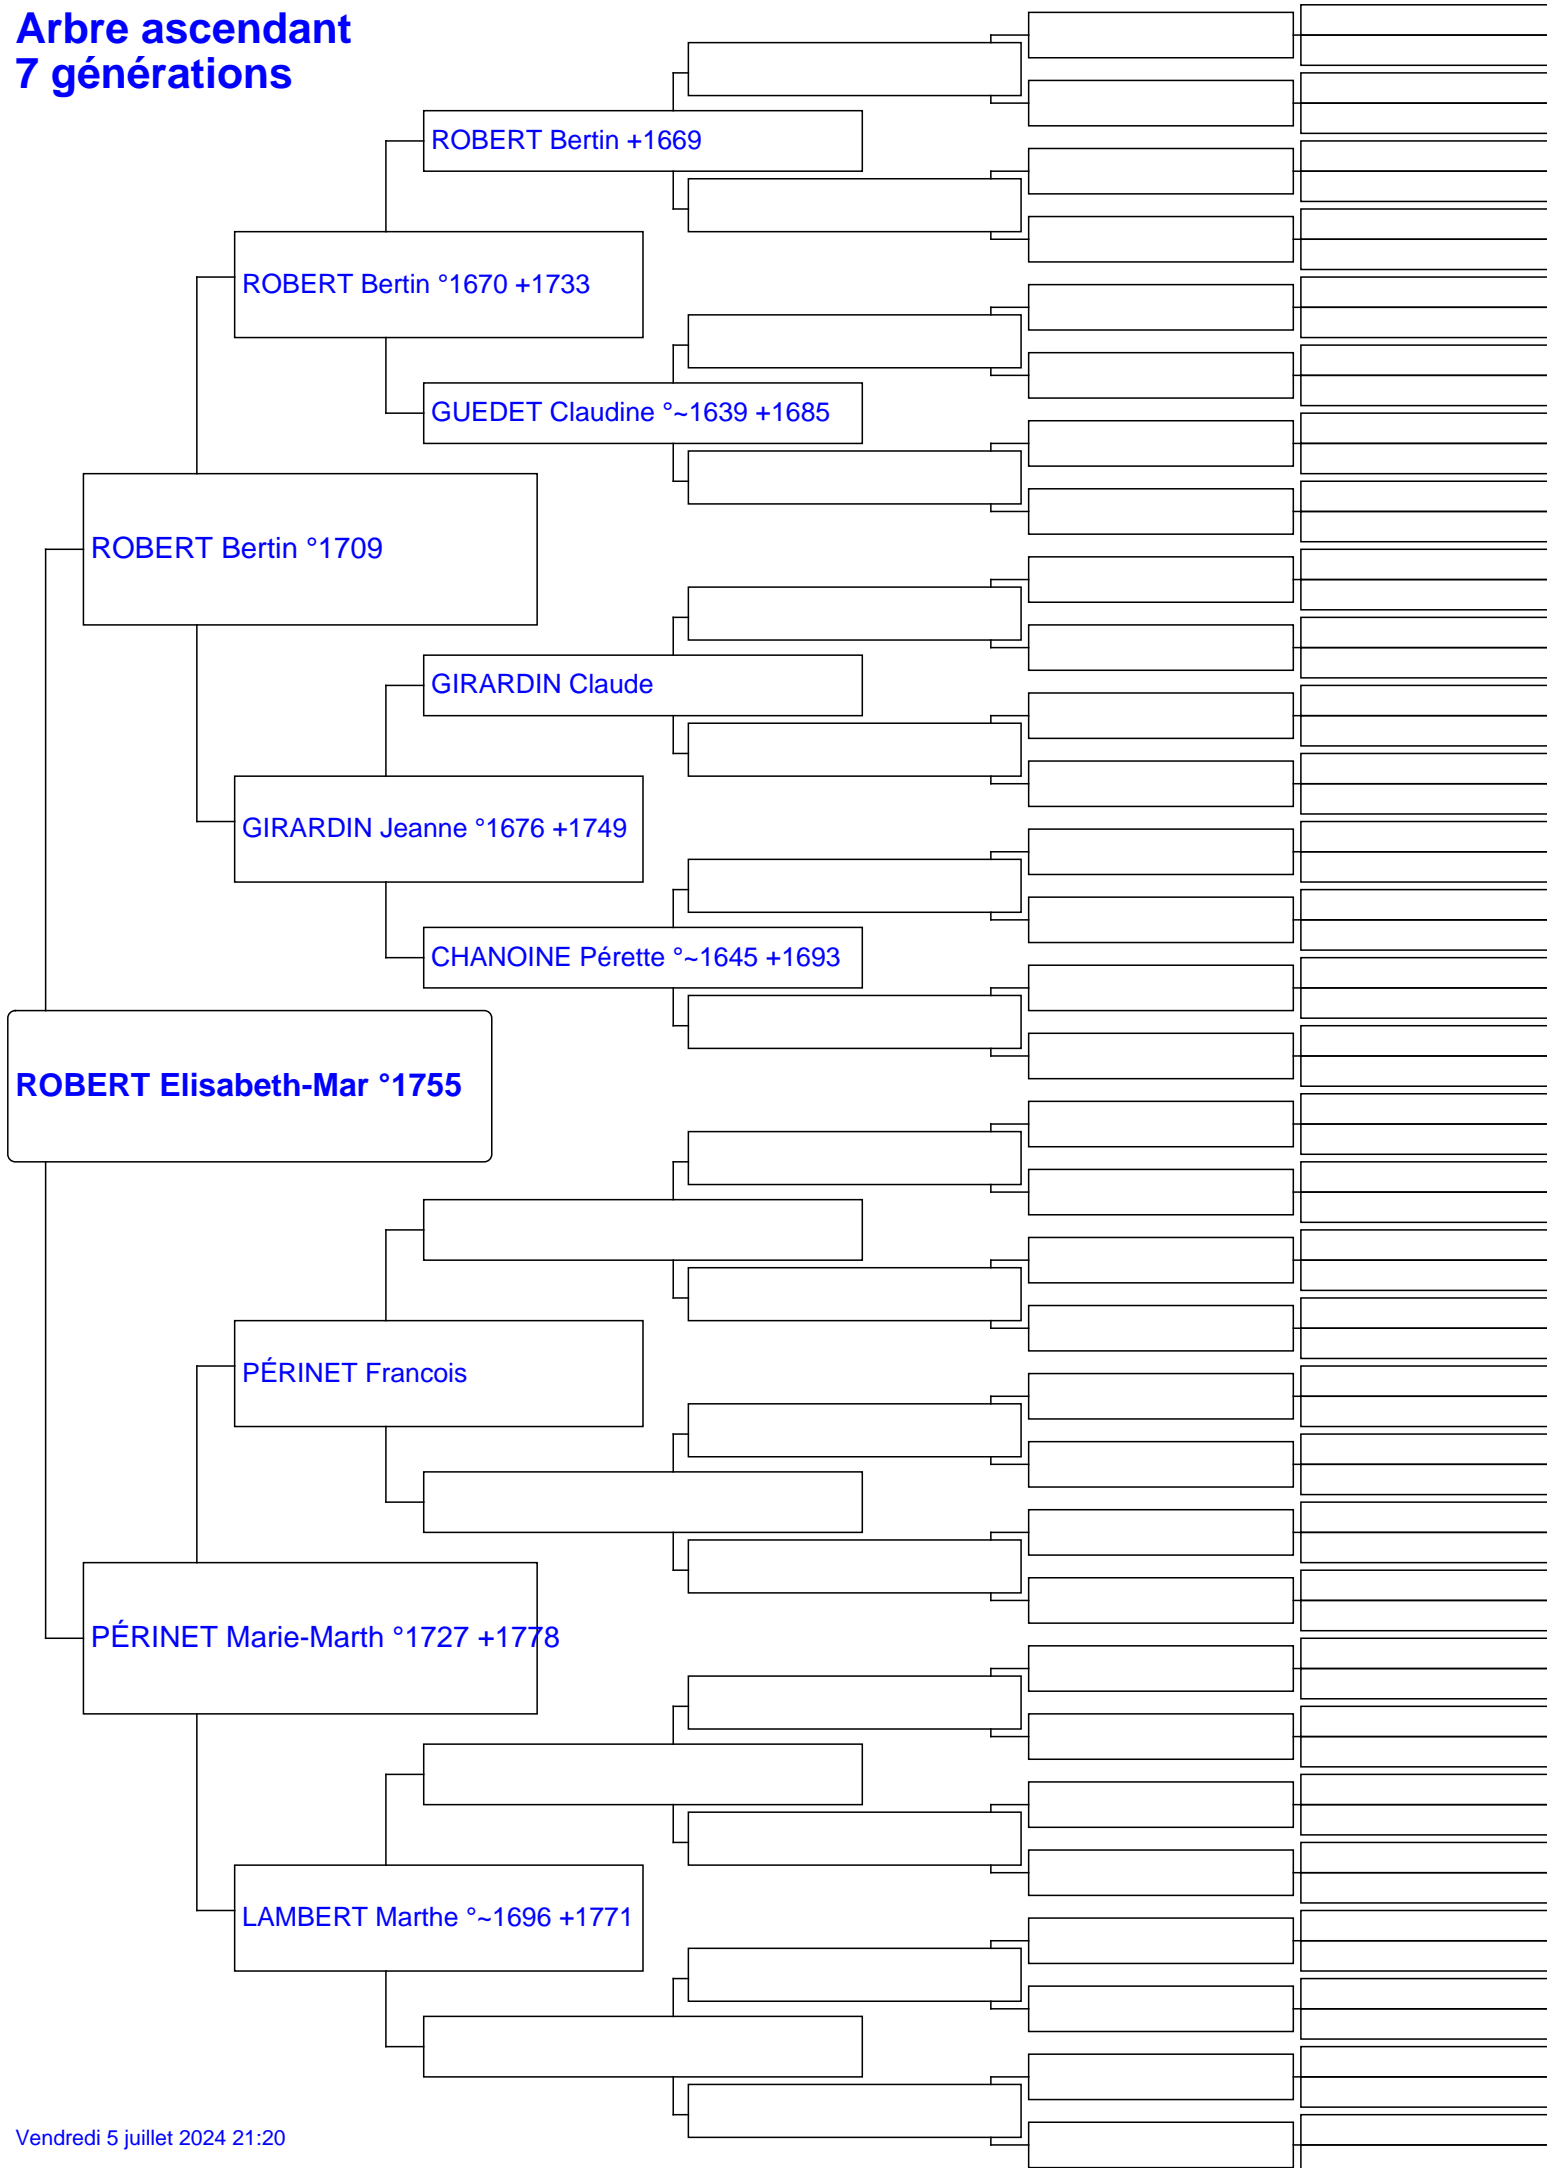 Arbre ascendant
7 générations
ROBERT Bertin +1669
ROBERT Bertin °1670 +1733
GUEDET Claudine °~1639 +1685
ROBERT Bertin °1709
GIRARDIN Claude
GIRARDIN Jeanne °1676 +1749
CHANOINE Pérette °~1645 +1693
ROBERT Elisabeth-Mar °1755
PÉRINET Francois
PÉRINET Marie-Marth °1727 +1778
LAMBERT Marthe °~1696 +1771
Vendredi 5 juillet 2024 21:20